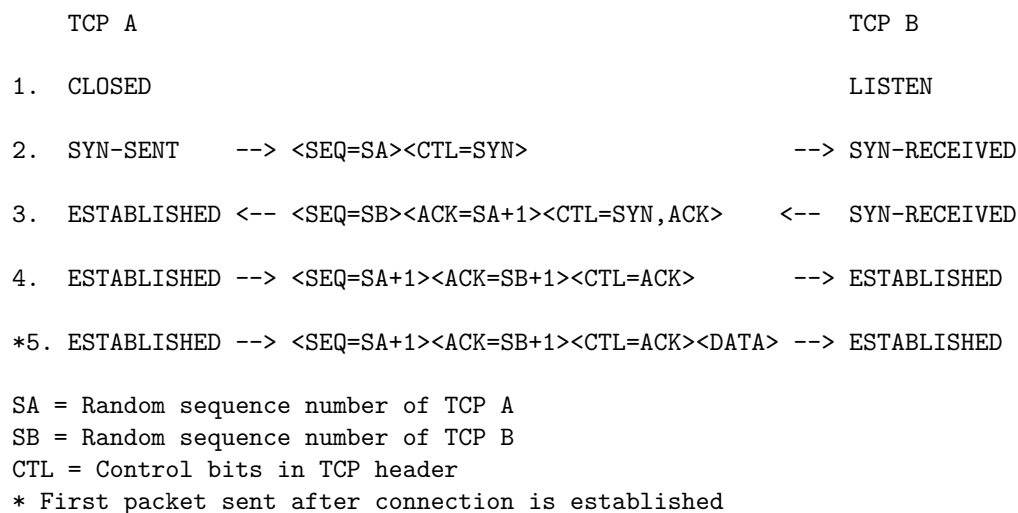 TCP A TCP B
1. CLOSED LISTEN
2. SYN-SENT --> <SEQ=SA><CTL=SYN> --> SYN-RECEIVED
3. ESTABLISHED <-- <SEQ=SB><ACK=SA+1><CTL=SYN,ACK> <-- SYN-RECEIVED
4. ESTABLISHED --> <SEQ=SA+1><ACK=SB+1><CTL=ACK> --> ESTABLISHED
*5. ESTABLISHED --> <SEQ=SA+1><ACK=SB+1><CTL=ACK><DATA> --> ESTABLISHED
SA = Random sequence number of TCP A
SB = Random sequence number of TCP B
CTL = Control bits in TCP header
* First packet sent after connection is established